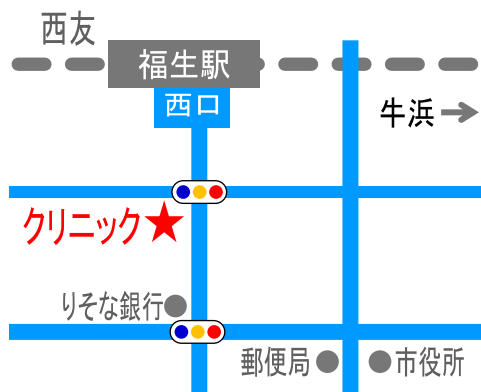 西友
福生駅
西口
牛浜
クリニック
りそな銀行
郵便局
市役所